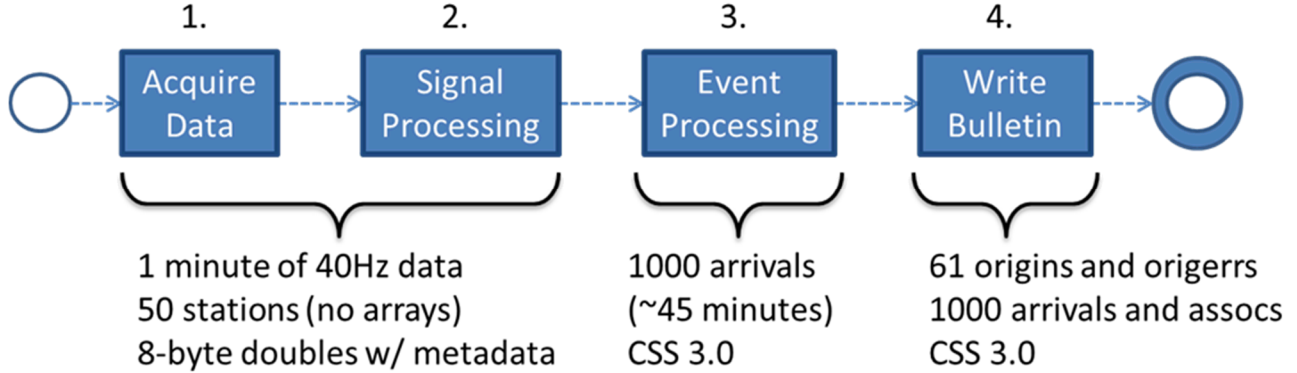 1.
2.
3.
4.
Acquire
Data
Signal
Processing
Event
Processing
Write
Bulletin
1 minute of 40Hz data
50 stations (no arrays)
8-byte doubles w/ metadata
1000 arrivals
(~45 minutes)
CSS 3.0
61 origins and origerrs
1000 arrivals and assocs
CSS 3.0